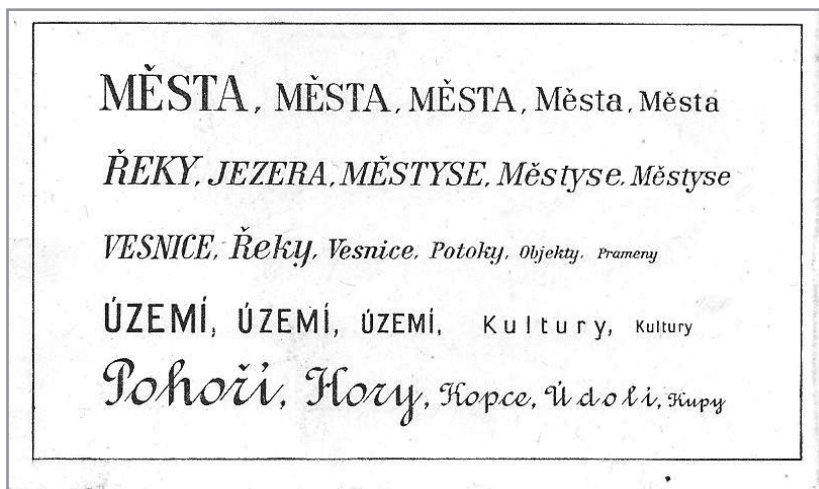 MĚSTA, MĚSTA, MĚSTA, Města, Města
ŘEKY, JEZERA, MĚSTYSE, Městyse, Městyse
VESNICE, Řeky, Vesnice, Potoky, Objekty, Prameny
ÚZEMÍ, ÚZEMÍ, ÚZEMÍ, Kultury, Kultury
Pohoří, Hory, Kopce, Údolí, Kupy